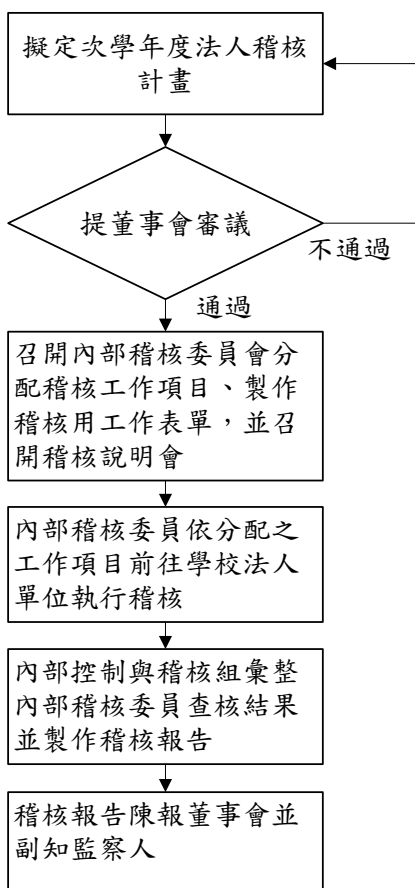 擬定次學年度法人稽核
計畫
提董事會審議
不通過
通過
召開內部稽核委員會分
配稽核工作項目、製作
稽核用工作表單，並召
開稽核說明會
內部稽核委員依分配之
工作項目前往學校法人
單位執行稽核
內部控制與稽核組彙整
內部稽核委員查核結果
並製作稽核報告
稽核報告陳報董事會並
副知監察人